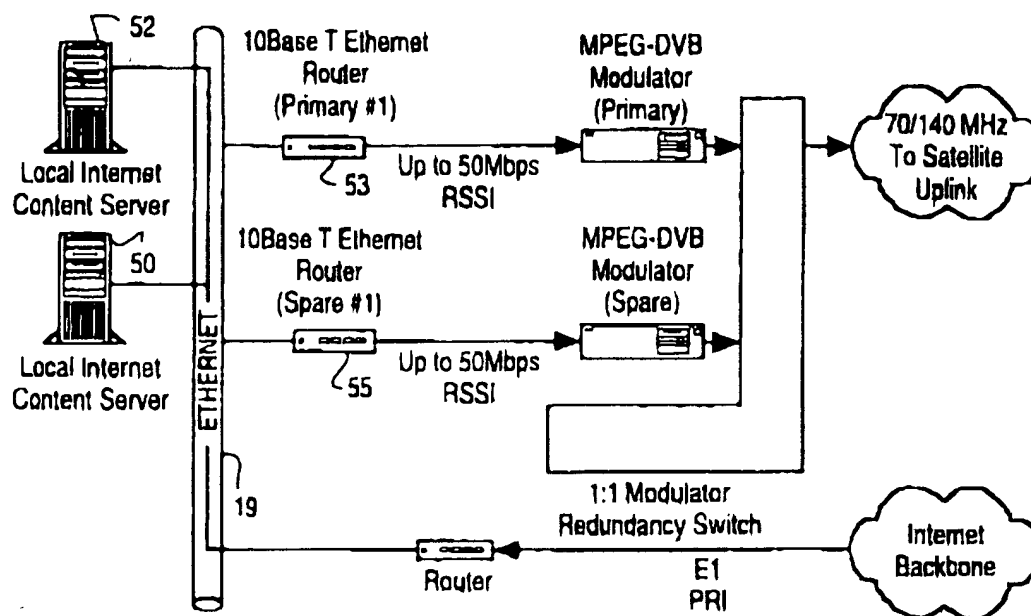 52
10Base T Ethernet
Router
(Primary #1)
MPEG-DVB
Modulator
(Primary)
70/140 MHz
To Satellite
Uplink
Local Internet
Content Server
53
Up to 50Mbps
RSSI
50
10Base T Ethernet
Router
(Spare #1)
MPEG-DVB
Modulator
(Spare)
Local Internet
Content Server
55
Up to 50Mbps
RSSI
ETHERNET
19
1:1 Modulator
Redundancy Switch
Router
E1
PRI
Internet
Backbone